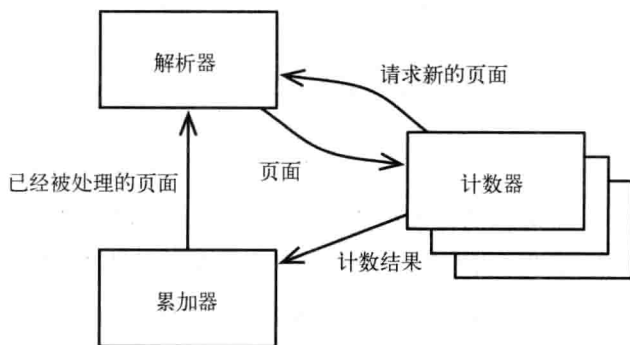 解析器
请求新的页面
已经被处理的页面
页面
计数器
计数结果
累加器